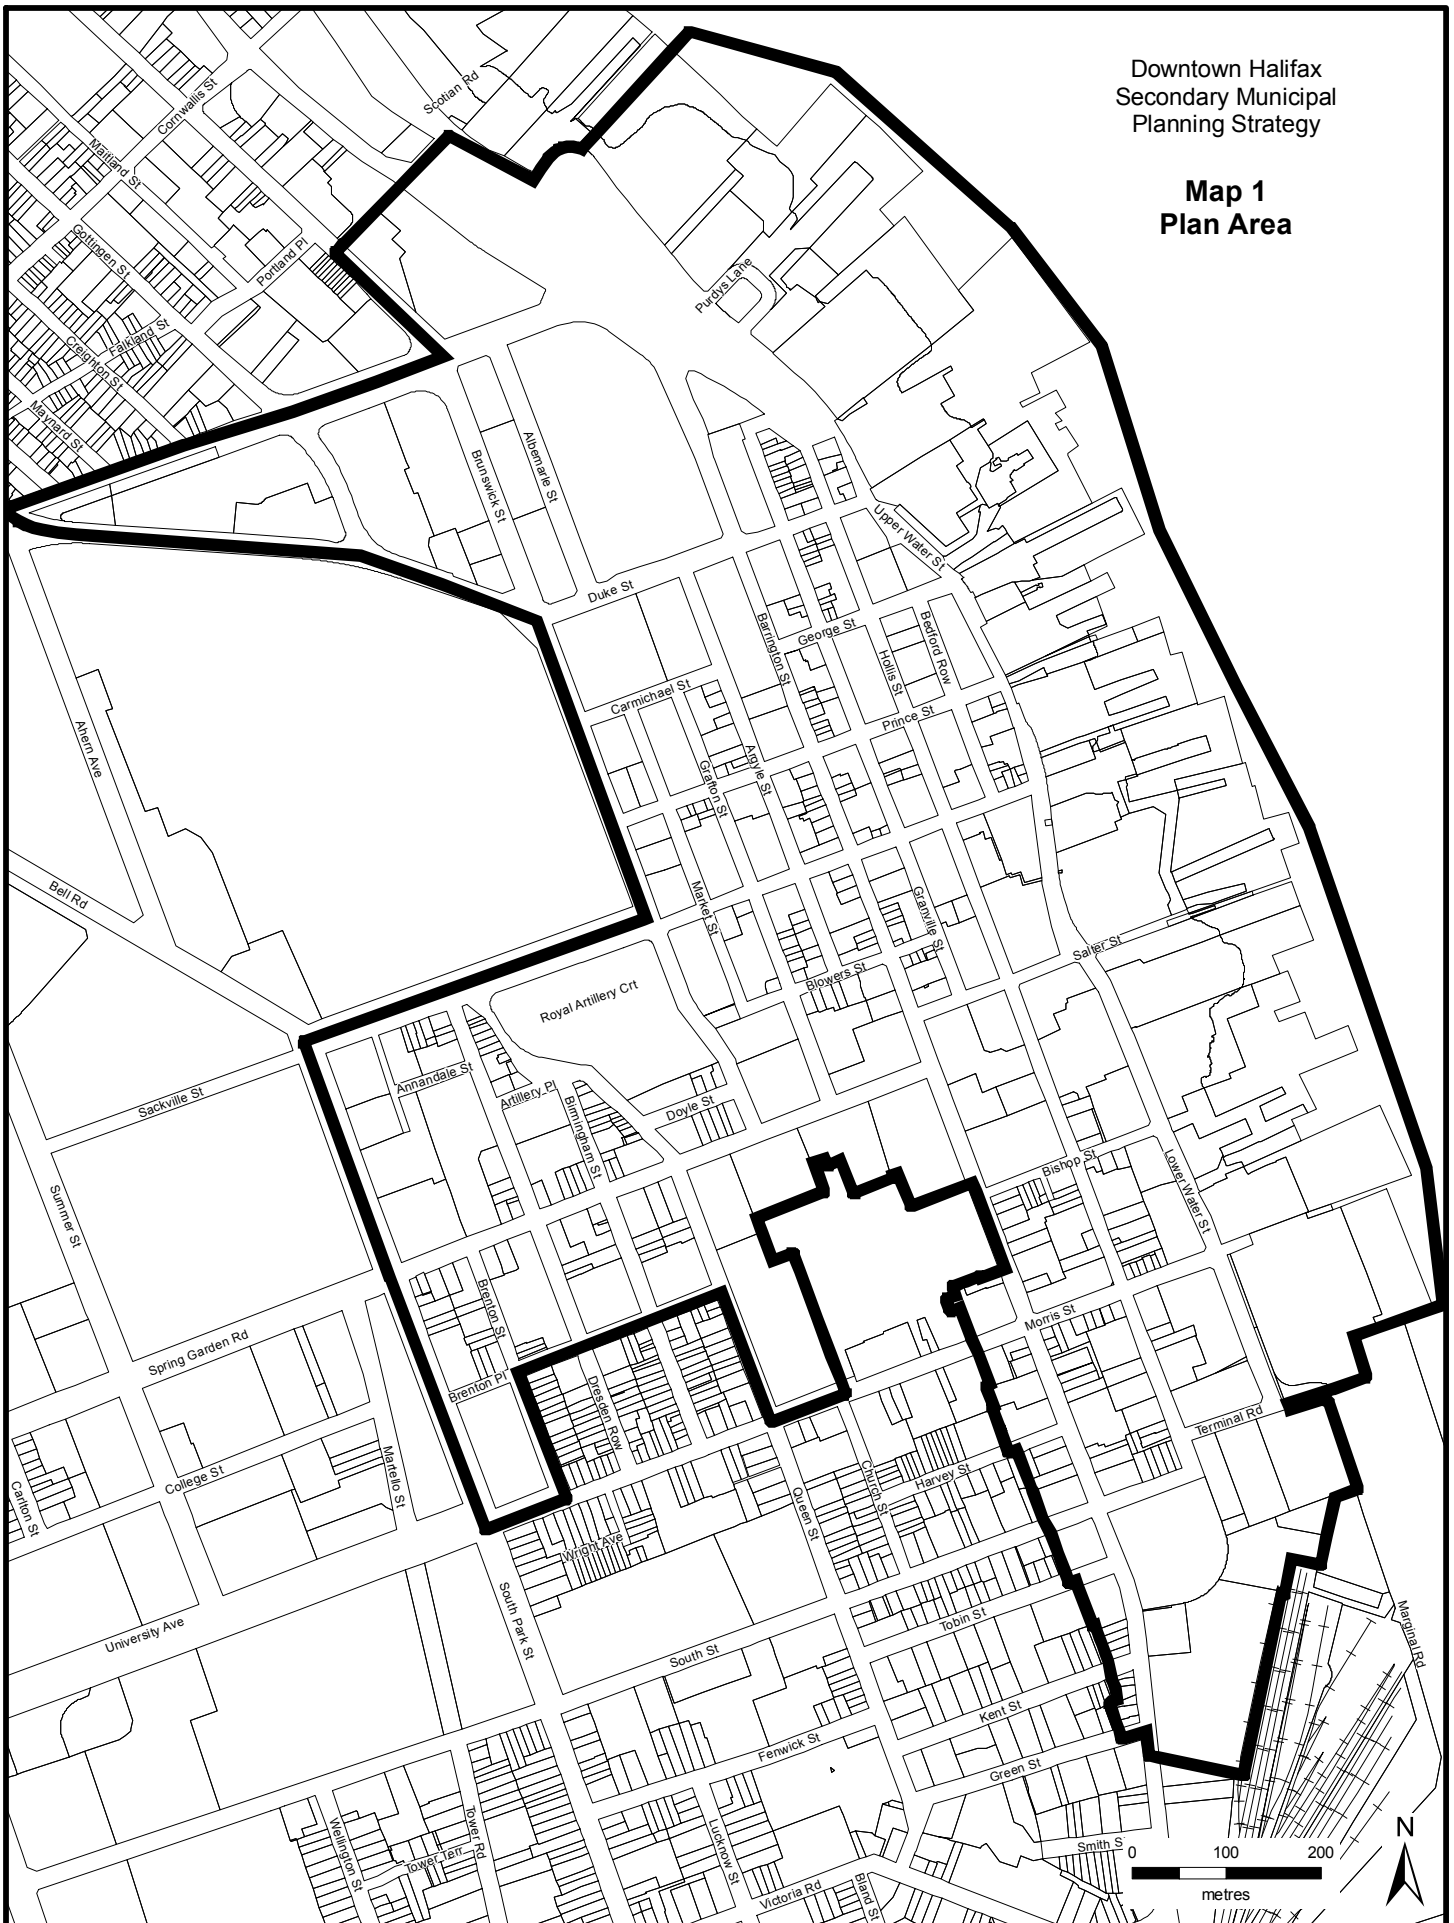 Downtown Halifax
Secondary Municipal
Planning Strategy
Map 1
Plan Area
Scotian Rd
Cornwallis St
Maitland St
Gottingen St
Portland Pl
Falkland St
Creighton St
Maynard St
Purdys Lane
Brunswick St
Albemarle St
Upper Water St
Duke St
Barrington St
George St
Bedford Row
Hollis St
Carmichael St
Prince St
Ahern Ave
Argyle St
Grafton St
Bell Rd
Market St
Granville St
Salter St
Blowers St
Royal Artillery Crt
Annandale St
Artillery Pl
Birmingham St
Doyle St
Sackville St
Bishop St
Lower Water St
Summer St
Brenton St
Morris St
Spring Garden Rd
Brenton Pl
Dresden Row
Terminal Rd
College St
Martello St
Carlton St
Church St
Harvey St
Queen St
Wright Ave
South Park St
Tobin St
Marginal Rd
University Ave
South St
Kent St
Fenwick St
Green St
Wellington St
Tower Rd
Tower Terr
Lucknow St
Victoria Rd
Bland St
Smith S
N
0 100 200
metres